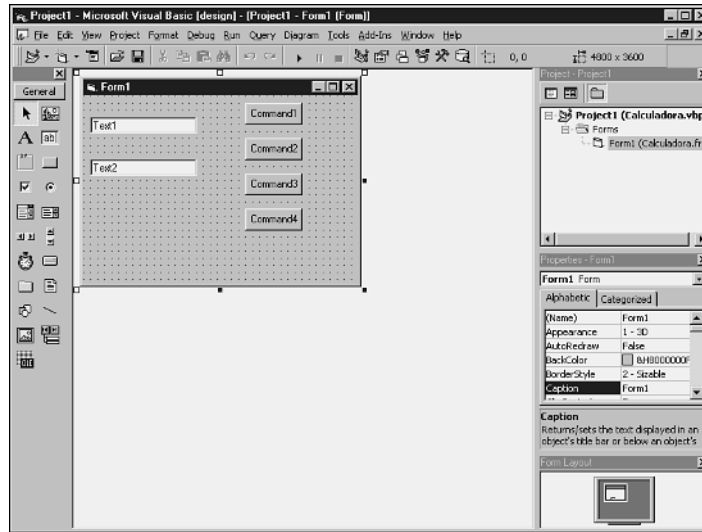 Project1 - Microsoft Visual Basic [design] - [Project1 - Form1 (Form)]
File Edit View Project Format Debug Run Query Diagram Tools Add-Ins Window Help
0, 0 4800 x 3600
General
Form1
Text1
Text2
Command1
Command2
Command3
Command4
Project - Project1
Project1 (Calculadora.vbp
Forms
Form1 (Calculadora.fr
Properties - Form1
Form1 Form
Alphabetic Categorized
(Name) Form1
Appearance 1 - 3D
AutoRedraw False
BackColor &H8000000F
BorderStyle 2 - Sizable
Caption Form1
Caption
Returns/sets the text displayed in an
object's title bar or below an object's
Form Layout